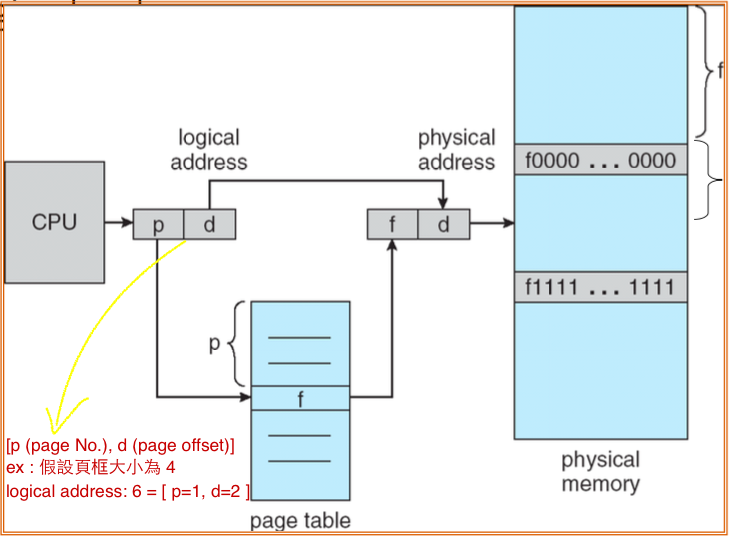 logical
address
physical
address
f
f0000 ... 0000
CPU
p d
f d
f1111 ... 1111
p
f
[p (page No.), d (page offset)]
ex : 假設頁框大小為 4
logical address: 6 = [ p=1, d=2 ]
physical
memory
page table